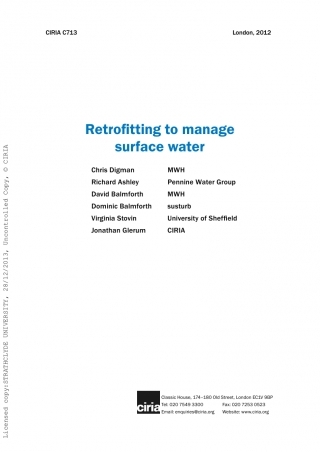 CIRIA C713 London, 2012
Retrofitting to manage
surface water
Chris Digman MWH
Richard Ashley Pennine Water Group
David Balmforth MWH
Dominic Balmforth susturb
Virginia Stovin University of Sheffield
Jonathan Glerum CIRIA
Licensed copy:STRATHCLYDE UNIVERSITY, 28/12/2013, Uncontrolled Copy, © CIRIA
ciria
Classic House, 174–180 Old Street, London EC1V 9BP
Tel: 020 7549 3300 Fax: 020 7253 0523
Email: enquiries@ciria.org Website: www.ciria.org